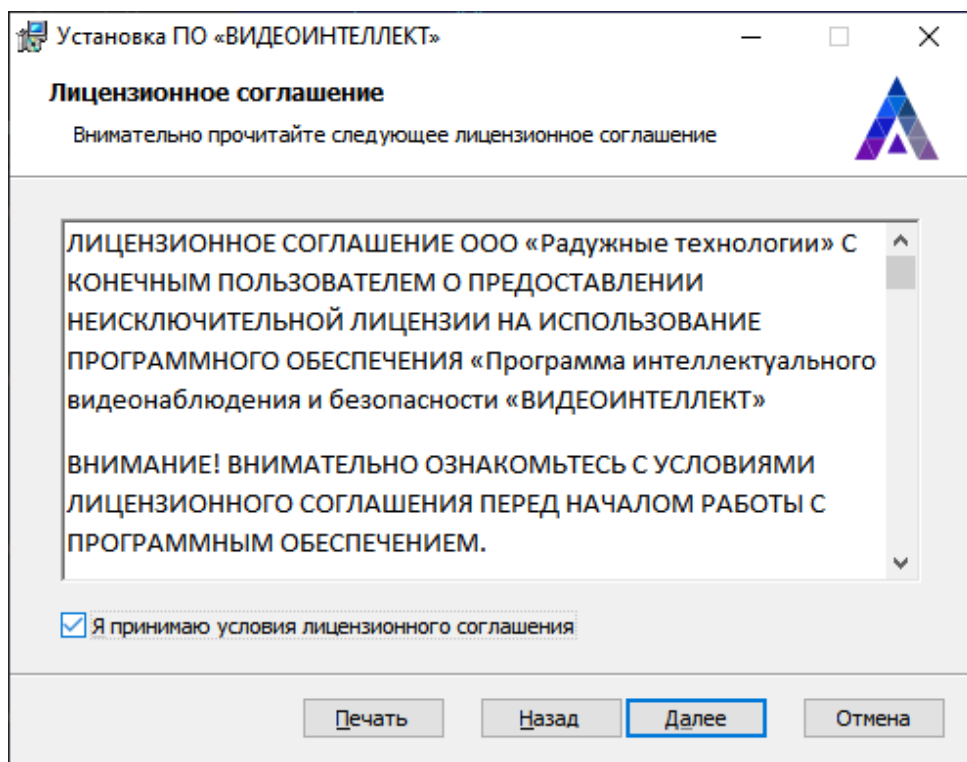 Установка ПО «ВИДЕОИНТЕЛЛЕКТ»
Лицензионное соглашение
Внимательно прочитайте следующее лицензионное соглашение
ЛИЦЕНЗИОННОЕ СОГЛАШЕНИЕ ООО «Радужные технологии» С
КОНЕЧНЫМ ПОЛЬЗОВАТЕЛЕМ О ПРЕДОСТАВЛЕНИИ
НЕИСКЛЮЧИТЕЛЬНОЙ ЛИЦЕНЗИИ НА ИСПОЛЬЗОВАНИЕ
ПРОГРАММНОГО ОБЕСПЕЧЕНИЯ «Программа интеллектуального
видеонаблюдения и безопасности «ВИДЕОИНТЕЛЛЕКТ»
ВНИМАНИЕ! ВНИМАТЕЛЬНО ОЗНАКОМЬТЕСЬ С УСЛОВИЯМИ
ЛИЦЕНЗИОННОГО СОГЛАШЕНИЯ ПЕРЕД НАЧАЛОМ РАБОТЫ С
ПРОГРАММНЫМ ОБЕСПЕЧЕНИЕМ.
Я принимаю условия лицензионного соглашения
Печать Назад Далее Отмена